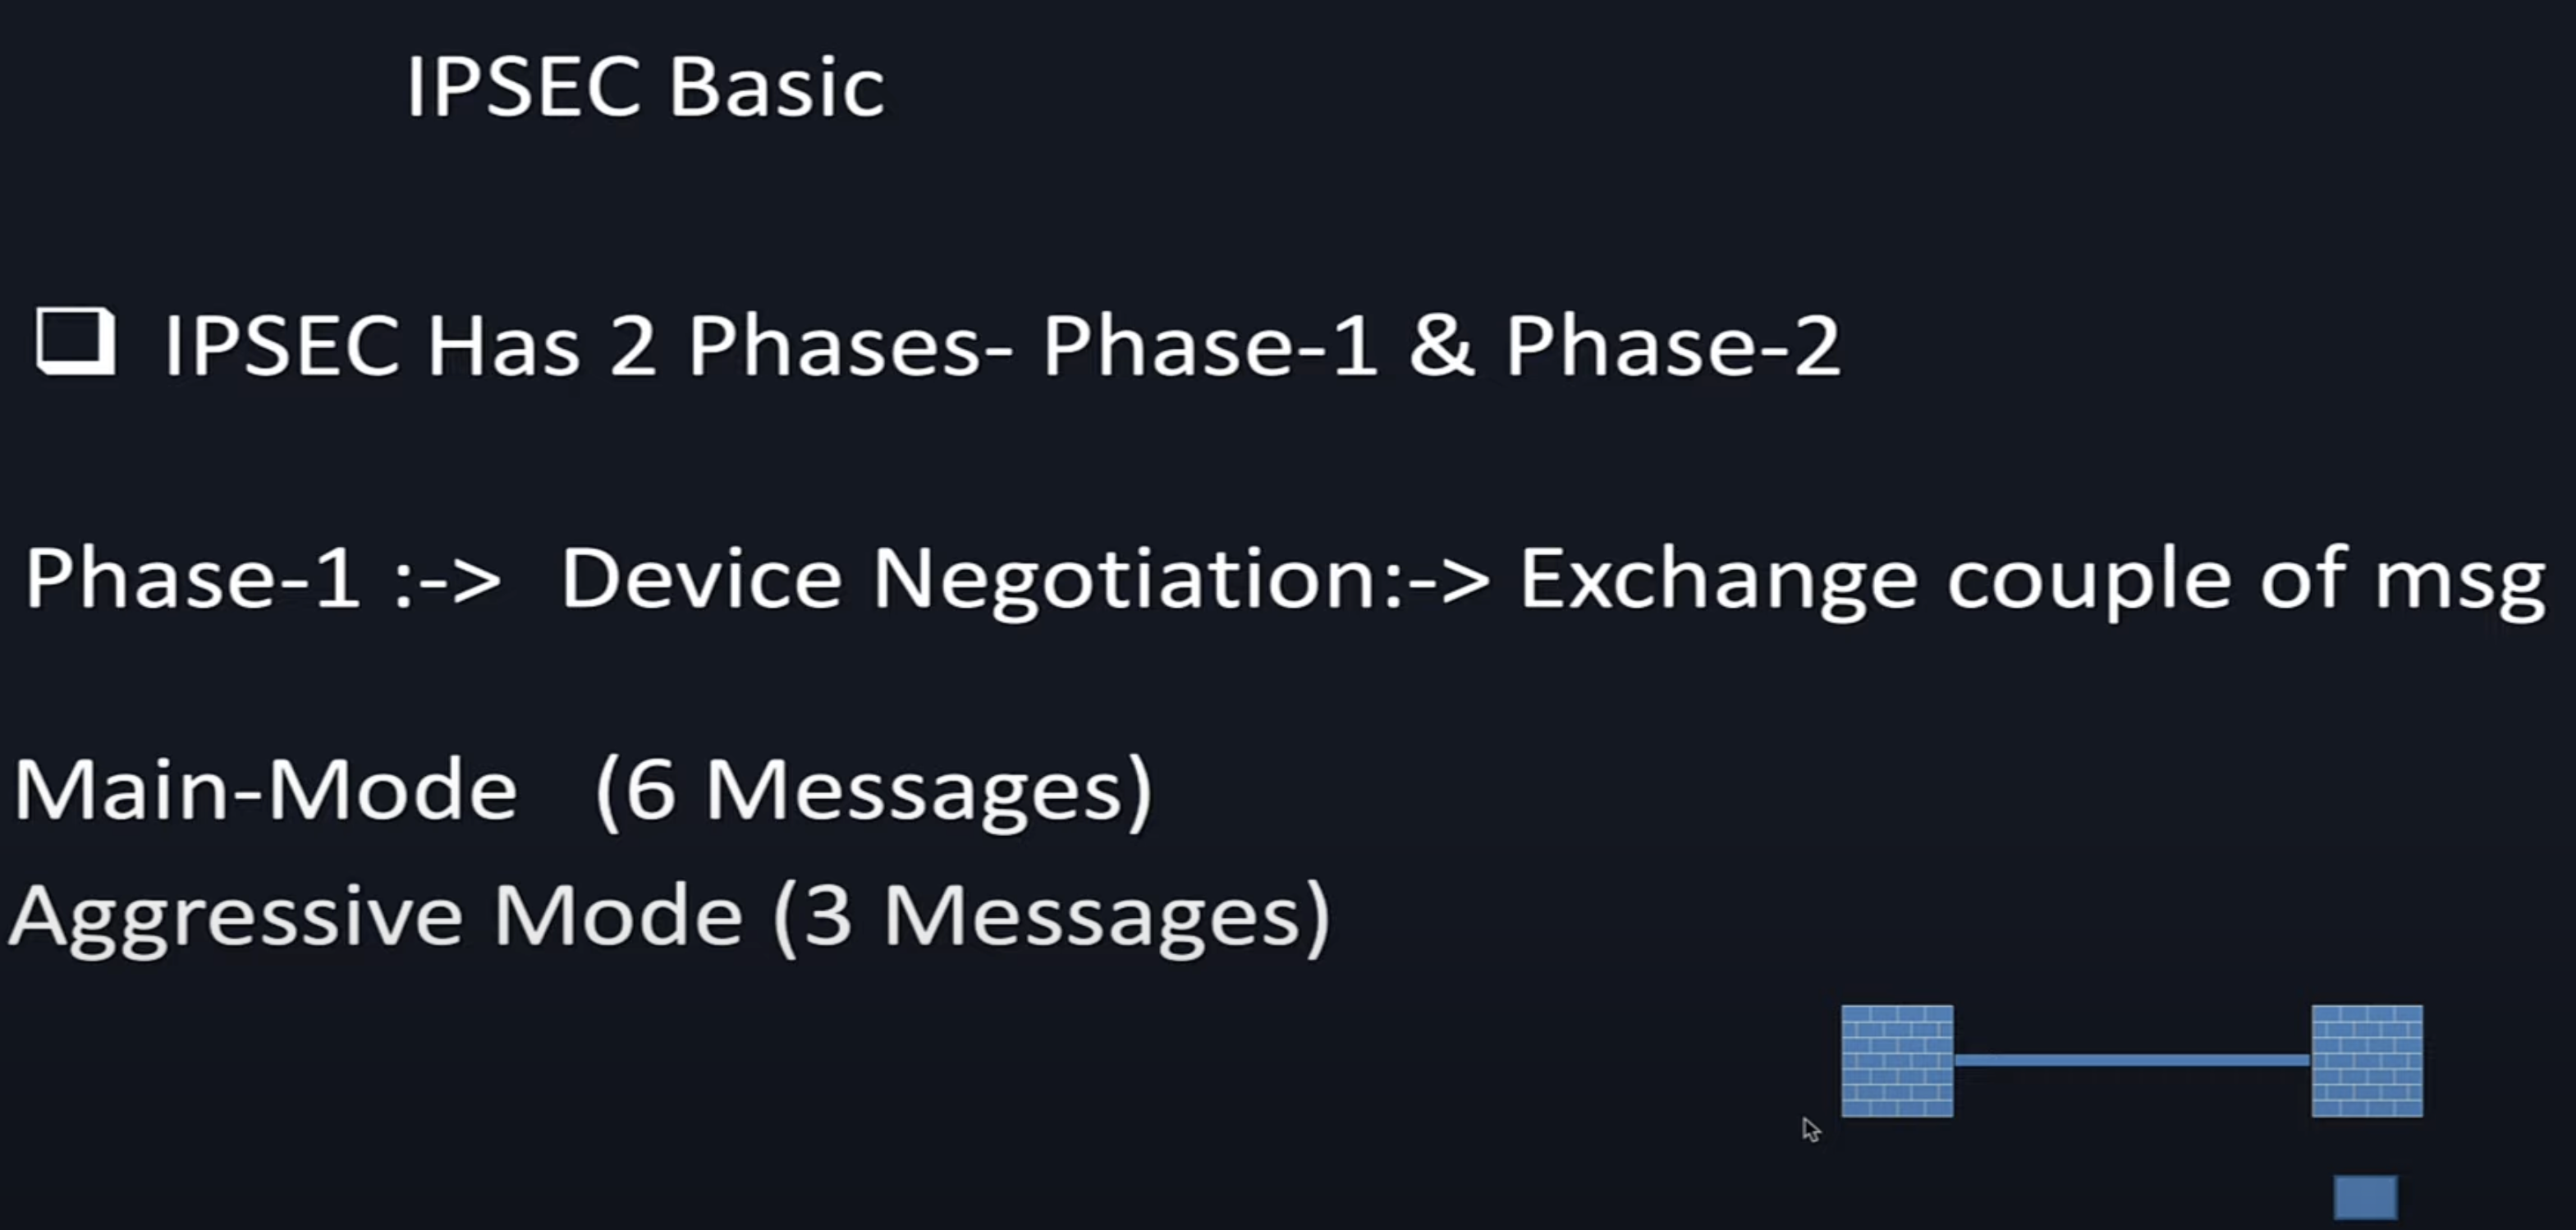 IPSEC Basic
IPSEC Has 2 Phases- Phase-1 & Phase-2
Phase-1 :-> Device Negotiation:-> Exchange couple of msg
Main-Mode (6 Messages)
Aggressive Mode (3 Messages)